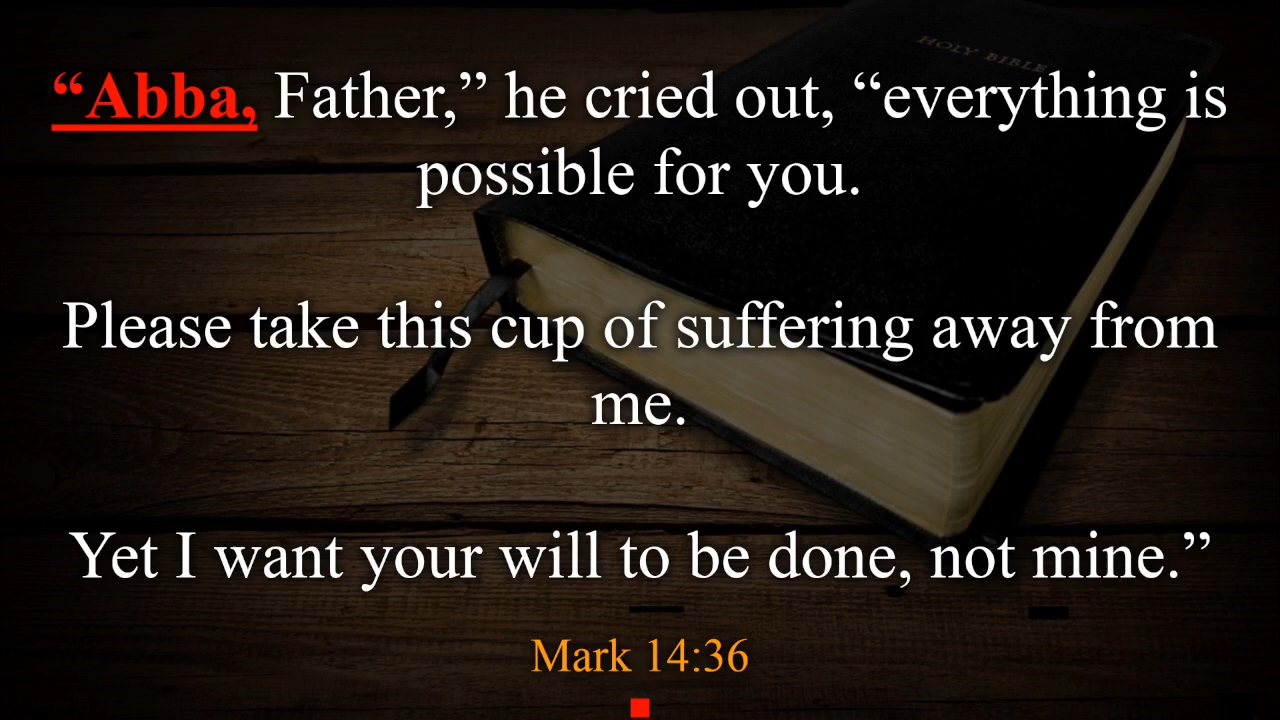 HOLY BIBLE
“Abba, Father,” he cried out, “everything is
possible for you.
Please take this cup of suffering away from
me.
Yet I want your will to be done, not mine.”
Mark 14:36